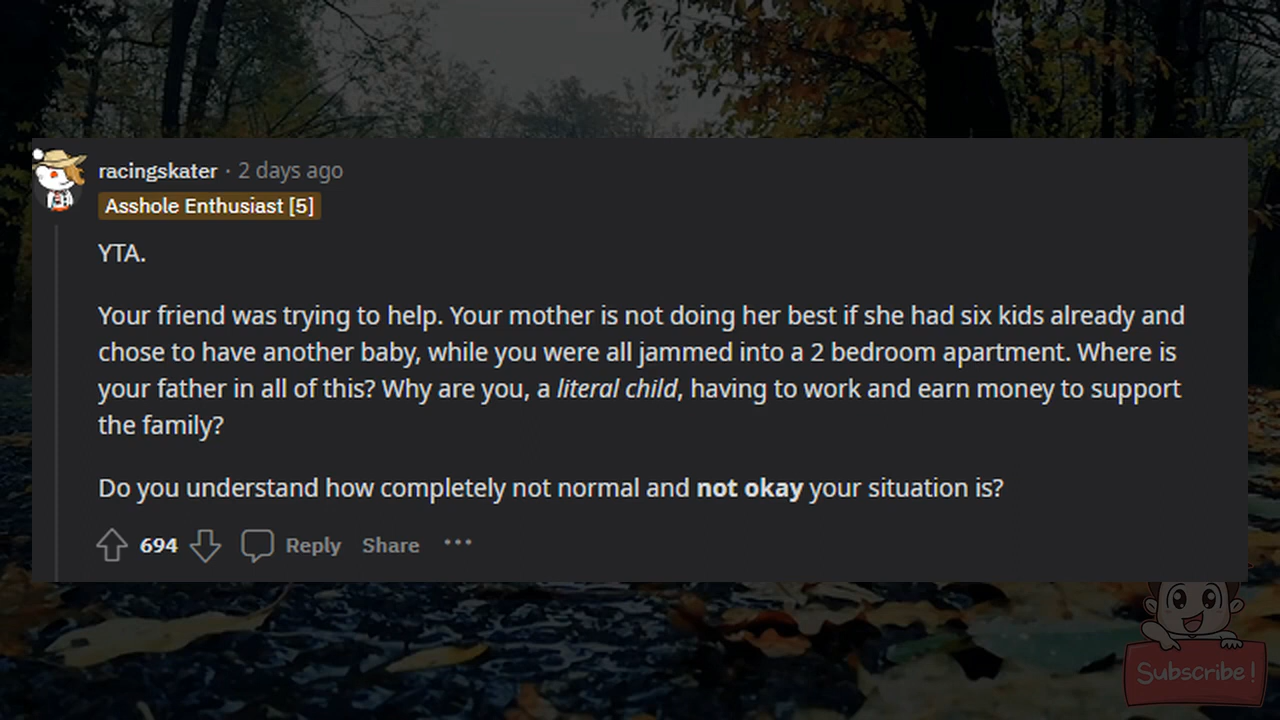 racingskater · 2 days ago
Asshole Enthusiast [5]
YTA.
Your friend was trying to help. Your mother is not doing her best if she had six kids already and
chose to have another baby, while you were all jammed into a 2 bedroom apartment. Where is
your father in all of this? Why are you, a literal child, having to work and earn money to support
the family?
Do you understand how completely not normal and not okay your situation is?
694 Reply Share ···
Subscribe!